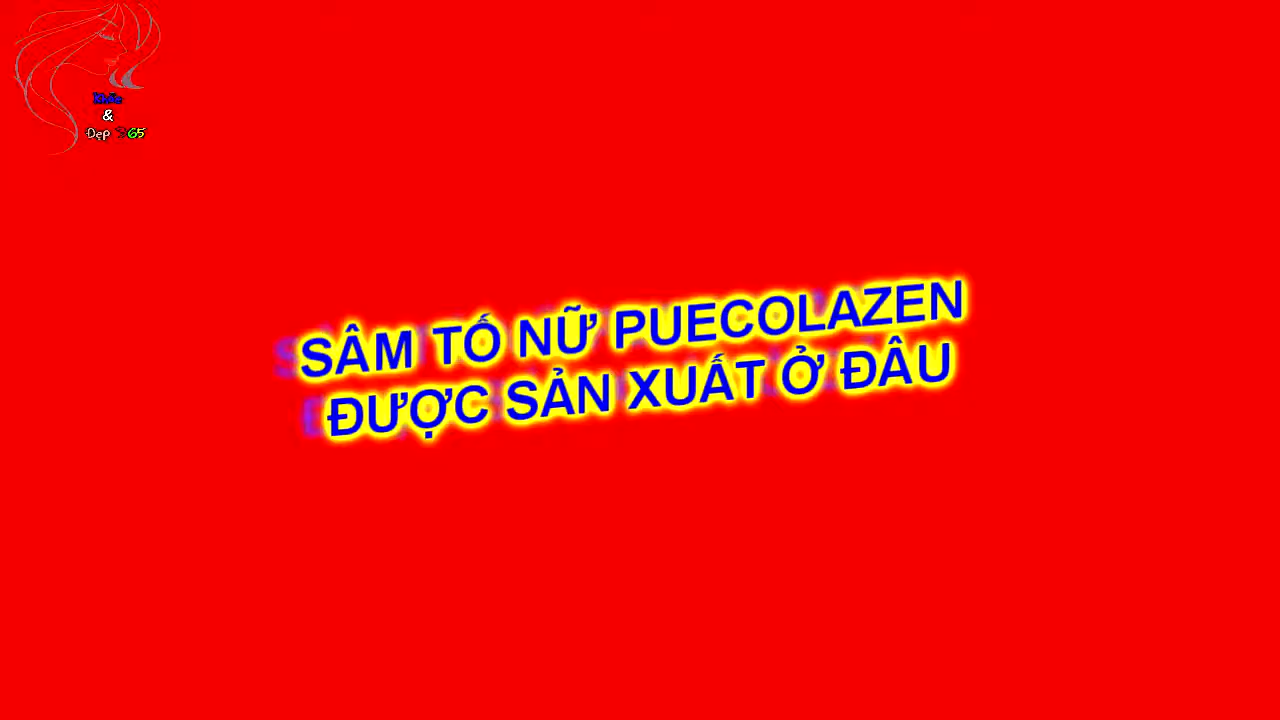 Khỏe
&
Đẹp 365
SÂM TỐ NỮ PUECOLAZEN
ĐƯỢC SẢN XUẤT Ở ĐÂU